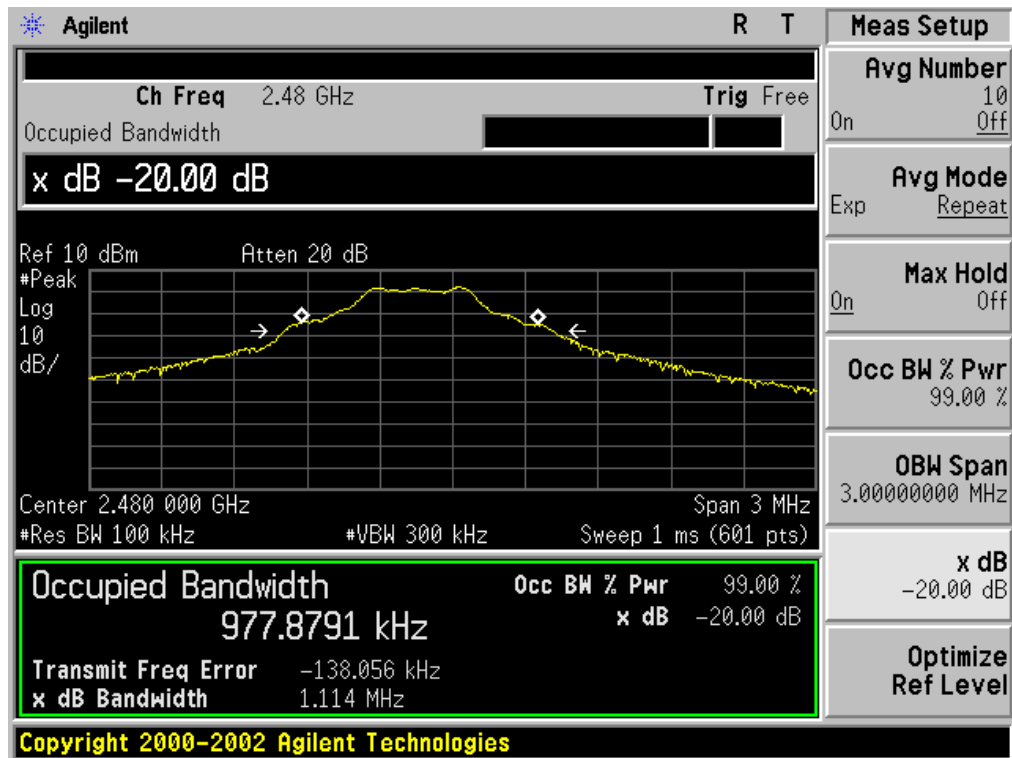 Agilent R T
Ch Freq 2.48 GHz Trig Free
Occupied Bandwidth
x dB -20.00 dB
Ref 10 dBm Atten 20 dB
#Peak
Log
10
dB/
Center 2.480 000 GHz Span 3 MHz
#Res BW 100 kHz #VBW 300 kHz Sweep 1 ms (601 pts)
Occupied Bandwidth Occ BW % Pwr 99.00 %
977.8791 kHz x dB -20.00 dB
Transmit Freq Error -138.056 kHz
x dB Bandwidth 1.114 MHz
Copyright 2000-2002 Agilent Technologies
Meas Setup
Avg Number
10
On Off
Avg Mode
Exp Repeat
Max Hold
On Off
Occ BW % Pwr
99.00 %
OBW Span
3.00000000 MHz
x dB
-20.00 dB
Optimize
Ref Level